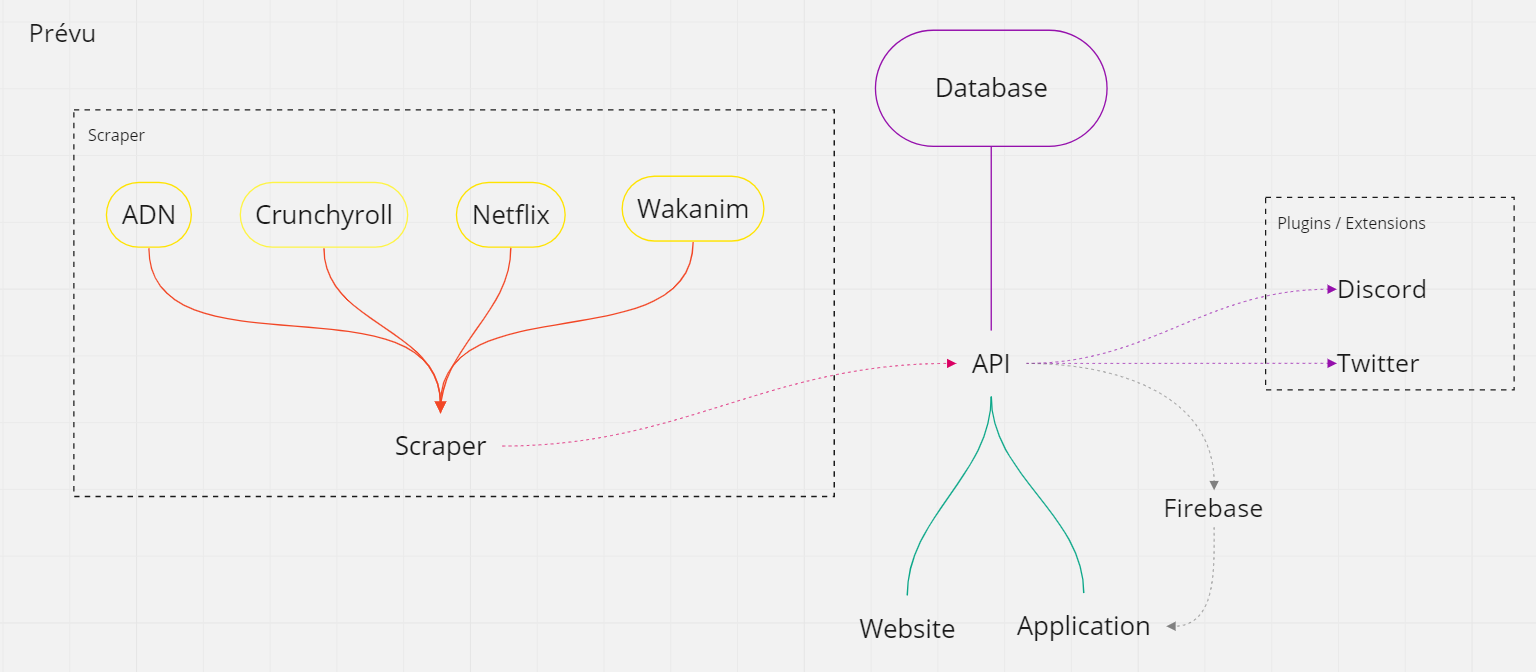 Prévu
Database
Scraper
ADN
Crunchyroll
Netflix
Wakanim
Plugins / Extensions
Discord
API
Twitter
Scraper
Firebase
Website
Application